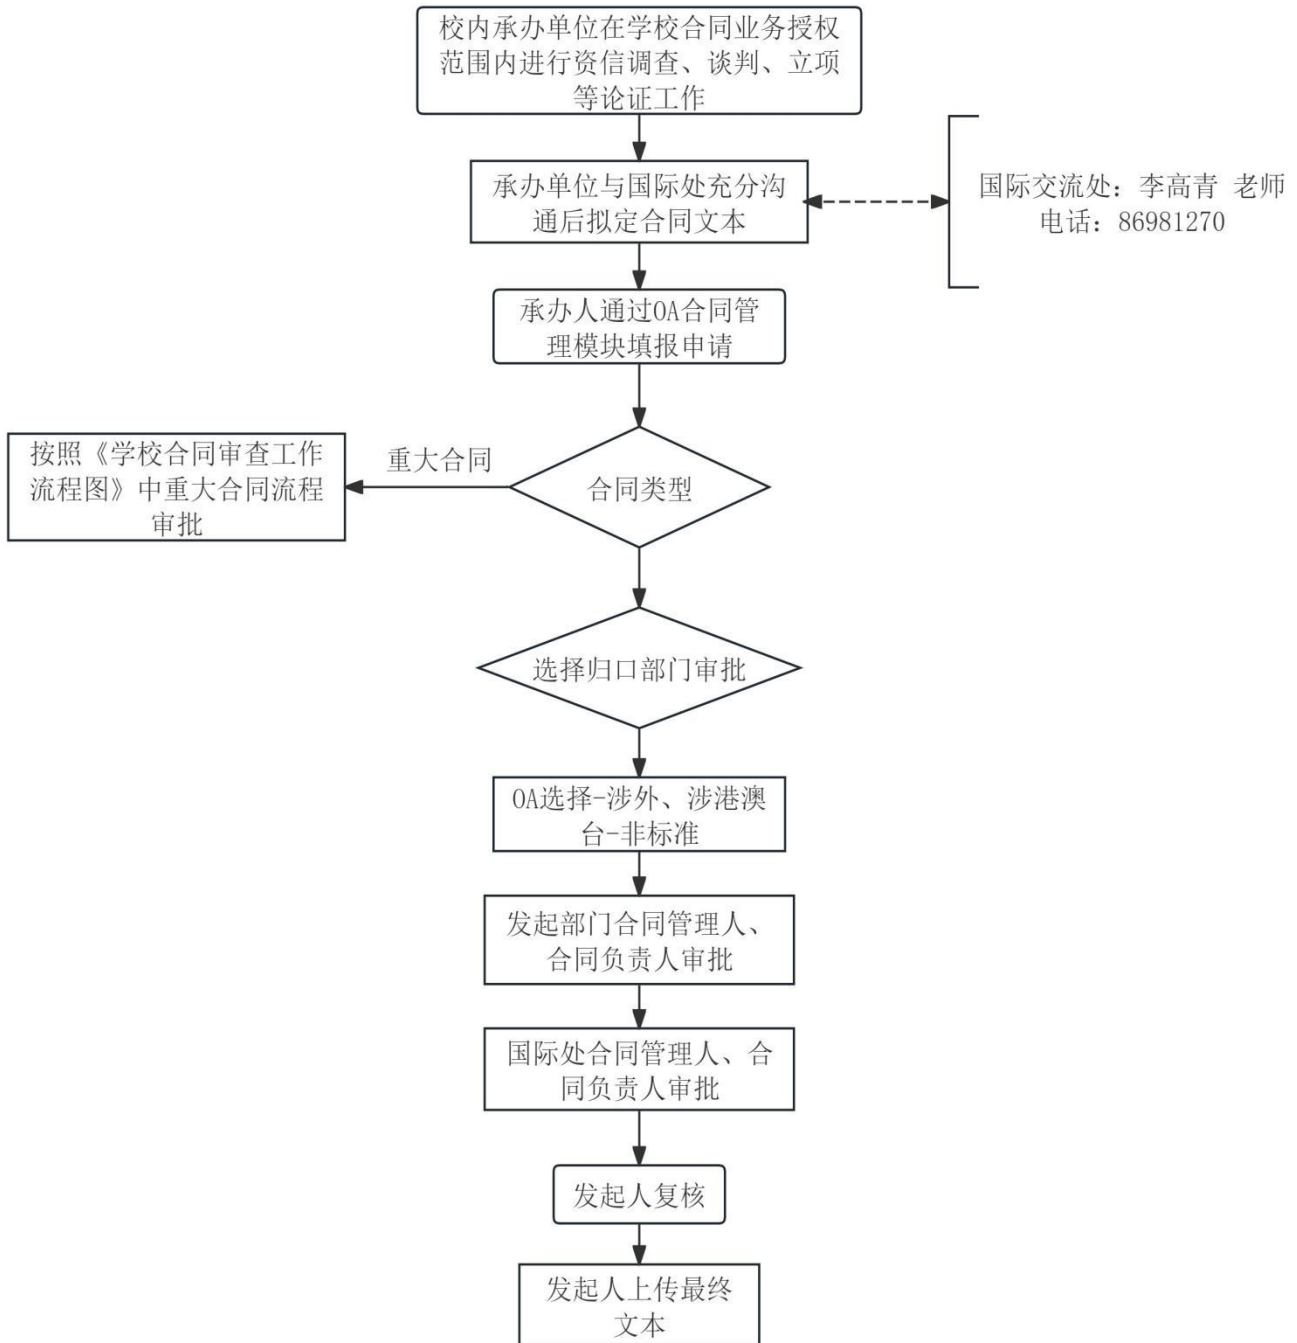 校内承办单位在学校合同业务授权
范围内进行资信调查、谈判、立项
等论证工作
承办单位与国际处充分沟
通后拟定合同文本
国际交流处：李高青 老师
电话：86981270
承办人通过OA合同管
理模块填报申请
按照《学校合同审查工作
流程图》中重大合同流程
审批
重大合同
合同类型
选择归口部门审批
OA选择-涉外、涉港澳
台-非标准
发起部门合同管理人、
合同负责人审批
国际处合同管理人、合
同负责人审批
发起人复核
发起人上传最终
文本